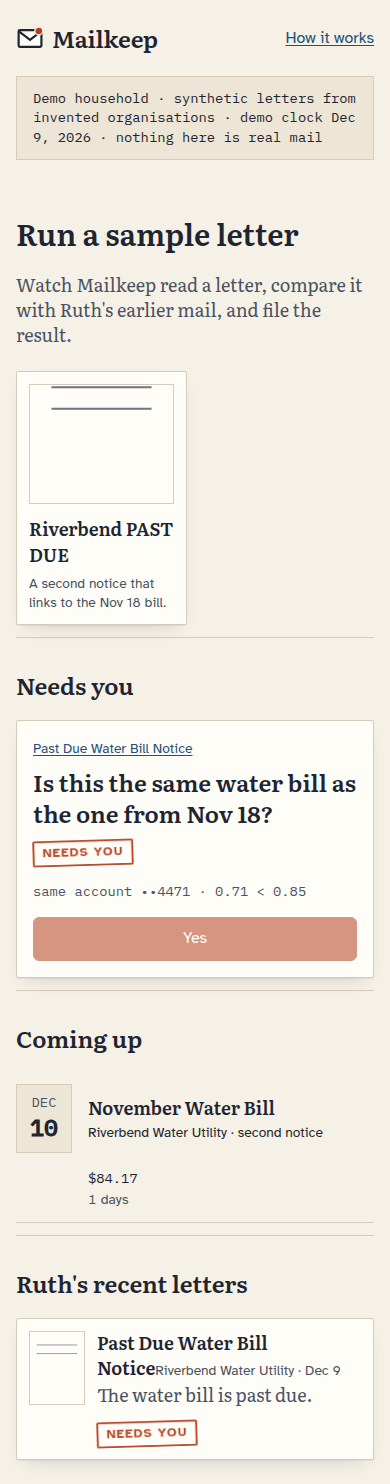 Mailkeep
How it works
Demo household · synthetic letters from
invented organisations · demo clock Dec
9, 2026 · nothing here is real mail
Run a sample letter
Watch Mailkeep read a letter, compare it
with Ruth's earlier mail, and file the
result.
Riverbend PAST
DUE
A second notice that
links to the Nov 18 bill.
Needs you
Past Due Water Bill Notice
Is this the same water bill as
the one from Nov 18?
NEEDS YOU
same account ••4471 · 0.71 < 0.85
Yes
Coming up
DEC
10
November Water Bill
Riverbend Water Utility · second notice
$84.17
1 days
Ruth's recent letters
Past Due Water Bill
NoticeRiverbend Water Utility · Dec 9
The water bill is past due.
NEEDS YOU